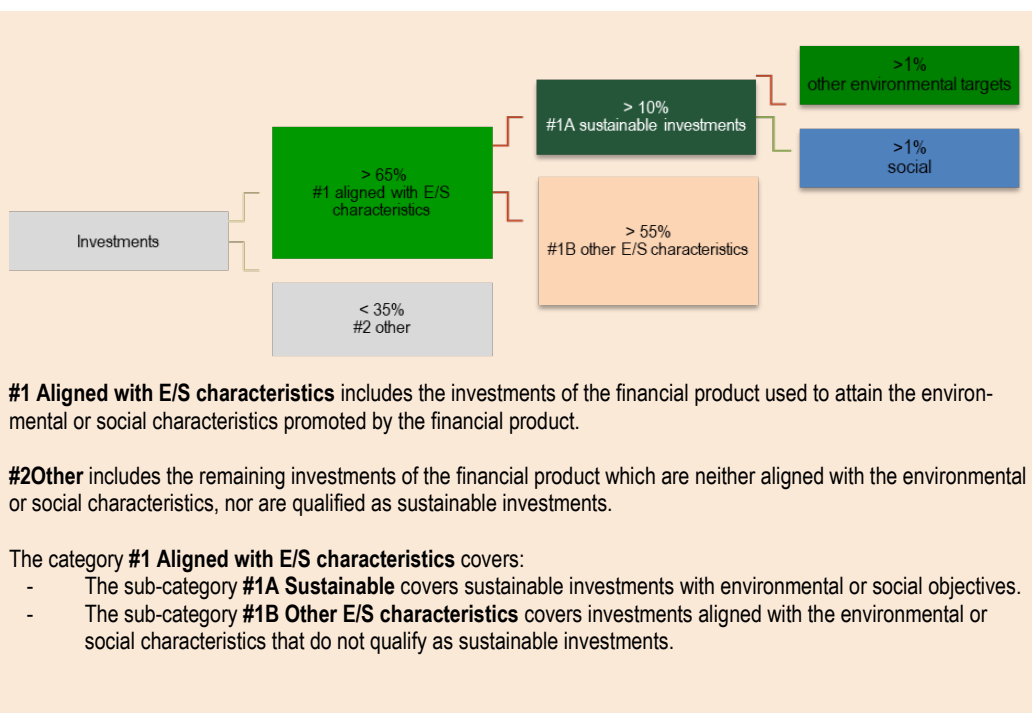 >1%
other environmental targets
> 10%
#1A sustainable investments
>1%
social
> 65%
#1 aligned with E/S
characteristics
> 55%
#1B other E/S characteristics
Investments
< 35%
#2 other
#1 Aligned with E/S characteristics includes the investments of the financial product used to attain the environ-
mental or social characteristics promoted by the financial product.
#2Other includes the remaining investments of the financial product which are neither aligned with the environmental
or social characteristics, nor are qualified as sustainable investments.
The category #1 Aligned with E/S characteristics covers:
- The sub-category #1A Sustainable covers sustainable investments with environmental or social objectives.
- The sub-category #1B Other E/S characteristics covers investments aligned with the environmental or
social characteristics that do not qualify as sustainable investments.